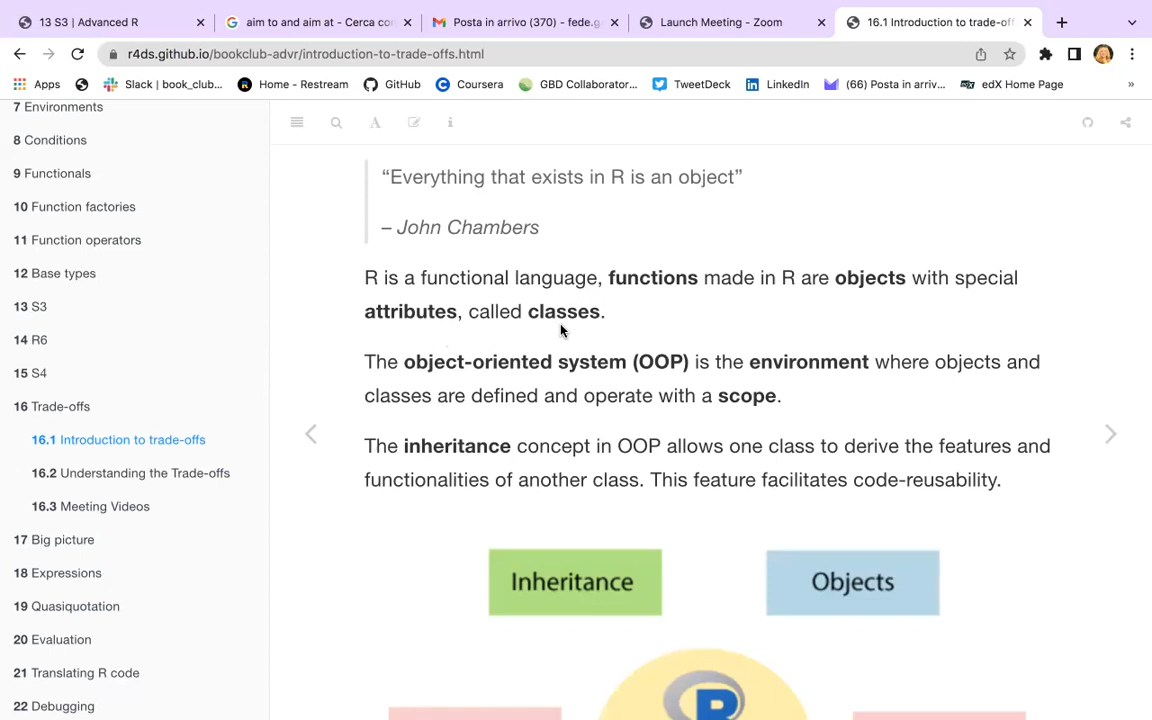 13 S3 | Advanced R
aim to and aim at - Cerca con
Posta in arrivo (370) - fede.g
Launch Meeting - Zoom
16.1 Introduction to trade-off
r4ds.github.io/bookclub-advr/introduction-to-trade-offs.html
Apps
Slack | book_club...
Home - Restream
GitHub
Coursera
GBD Collaborator...
TweetDeck
LinkedIn
(66) Posta in arriv...
edX Home Page
»
7 Environments
8 Conditions
9 Functionals
10 Function factories
11 Function operators
12 Base types
13 S3
14 R6
15 S4
16 Trade-offs
16.1 Introduction to trade-offs
16.2 Understanding the Trade-offs
16.3 Meeting Videos
17 Big picture
18 Expressions
19 Quasiquotation
20 Evaluation
21 Translating R code
22 Debugging
“Everything that exists in R is an object”
– John Chambers
R is a functional language, functions made in R are objects with special
attributes, called classes.
The object-oriented system (OOP) is the environment where objects and
classes are defined and operate with a scope.
The inheritance concept in OOP allows one class to derive the features and
functionalities of another class. This feature facilitates code-reusability.
Inheritance
Objects
R